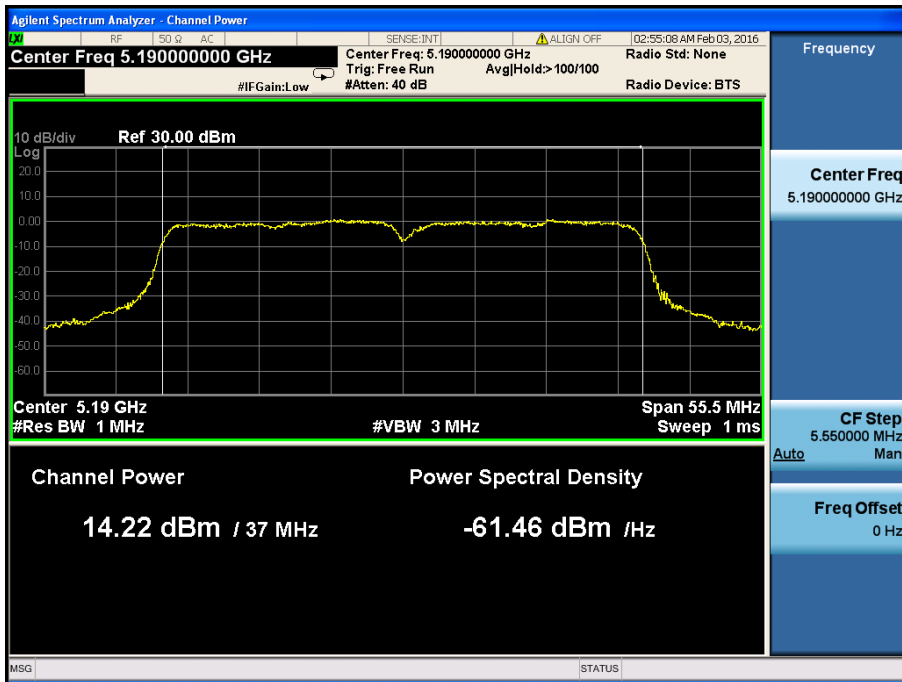 Agilent Spectrum Analyzer - Channel Power
LXI RF 50 Ω AC SENSE:INT ALIGN OFF 02:55:08 AM Feb 03, 2016
Center Freq 5.190000000 GHz
Center Freq: 5.190000000 GHz Radio Std: None
Trig: Free Run Avg|Hold:> 100/100
#IFGain:Low #Atten: 40 dB Radio Device: BTS
10 dB/div Ref 30.00 dBm
Log
20.0
10.0
0.00
-10.0
-20.0
-30.0
-40.0
-50.0
-60.0
Center 5.19 GHz Span 55.5 MHz
#Res BW 1 MHz #VBW 3 MHz Sweep 1 ms
Channel Power Power Spectral Density
14.22 dBm / 37 MHz -61.46 dBm /Hz
MSG STATUS
Frequency
Center Freq
5.190000000 GHz
CF Step
5.550000 MHz
Auto Man
Freq Offset
0 Hz